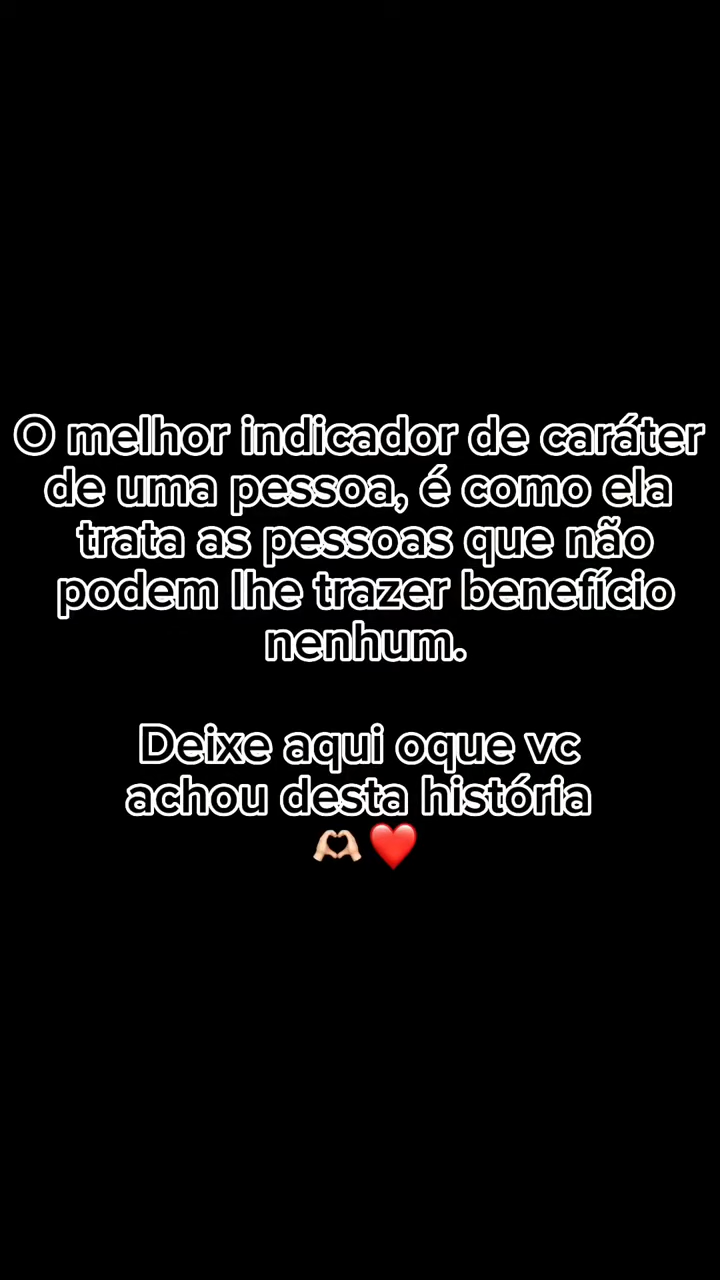 O melhor indicador de caráter
de uma pessoa, é como ela
trata as pessoas que não
podem lhe trazer benefício
nenhum.
Deixe aqui oque vc
achou desta história
🫶🏻❤️